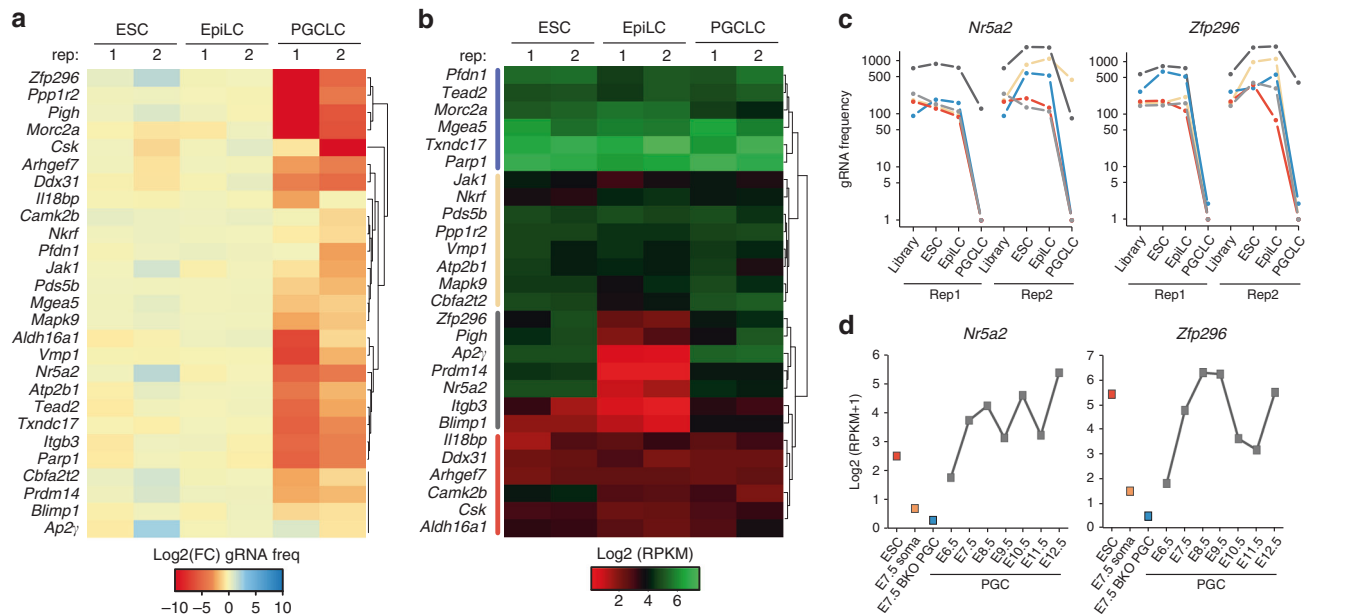 a
ESC EpiLC PGCLC
rep: 1 2 1 2 1 2
Zfp296
Ppp1r2
Pigh
Morc2a
Csk
Arhgef7
Ddx31
Il18bp
Camk2b
Nkrf
Pfdn1
Jak1
Pds5b
Mgea5
Mapk9
Aldh16a1
Vmp1
Nr5a2
Atp2b1
Tead2
Txndc17
Itgb3
Parp1
Cbfa2t2
Prdm14
Blimp1
Ap2γ
Log2(FC) gRNA freq
−10 −5 0 5 10
b
ESC EpiLC PGCLC
rep: 1 2 1 2 1 2
Pfdn1
Tead2
Morc2a
Mgea5
Txndc17
Parp1
Jak1
Nkrf
Pds5b
Ppp1r2
Vmp1
Atp2b1
Mapk9
Cbfa2t2
Zfp296
Pigh
Ap2γ
Prdm14
Nr5a2
Itgb3
Blimp1
Il18bp
Ddx31
Arhgef7
Camk2b
Csk
Aldh16a1
Log2 (RPKM)
2 4 6
c
Nr5a2
gRNA frequency
1000
500
100
50
10
5
1
Library ESC EpiLC PGCLC Library ESC EpiLC PGCLC
Rep1 Rep2
Zfp296
1000
500
100
50
10
5
1
Library ESC EpiLC PGCLC Library ESC EpiLC PGCLC
Rep1 Rep2
d
Nr5a2
Log2 (RPKM+1)
6
5
4
3
2
1
0
ESC E7.5 soma E7.5 BKO PGC E6.5 E7.5 E8.5 E9.5 E10.5 E11.5 E12.5
PGC
Zfp296
7
6
5
4
3
2
1
0
ESC E7.5 soma E7.5 BKO PGC E6.5 E7.5 E8.5 E9.5 E10.5 E11.5 E12.5
PGC